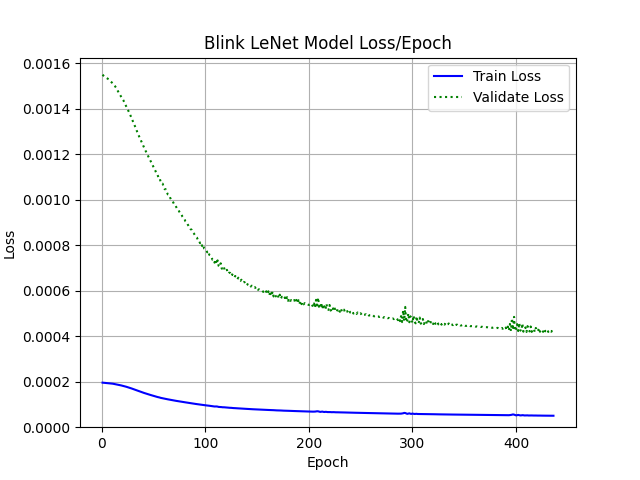 Blink LeNet Model Loss/Epoch
Train Loss
Validate Loss
Loss
0.0016
0.0014
0.0012
0.0010
0.0008
0.0006
0.0004
0.0002
0.0000
0
100
200
300
400
Epoch